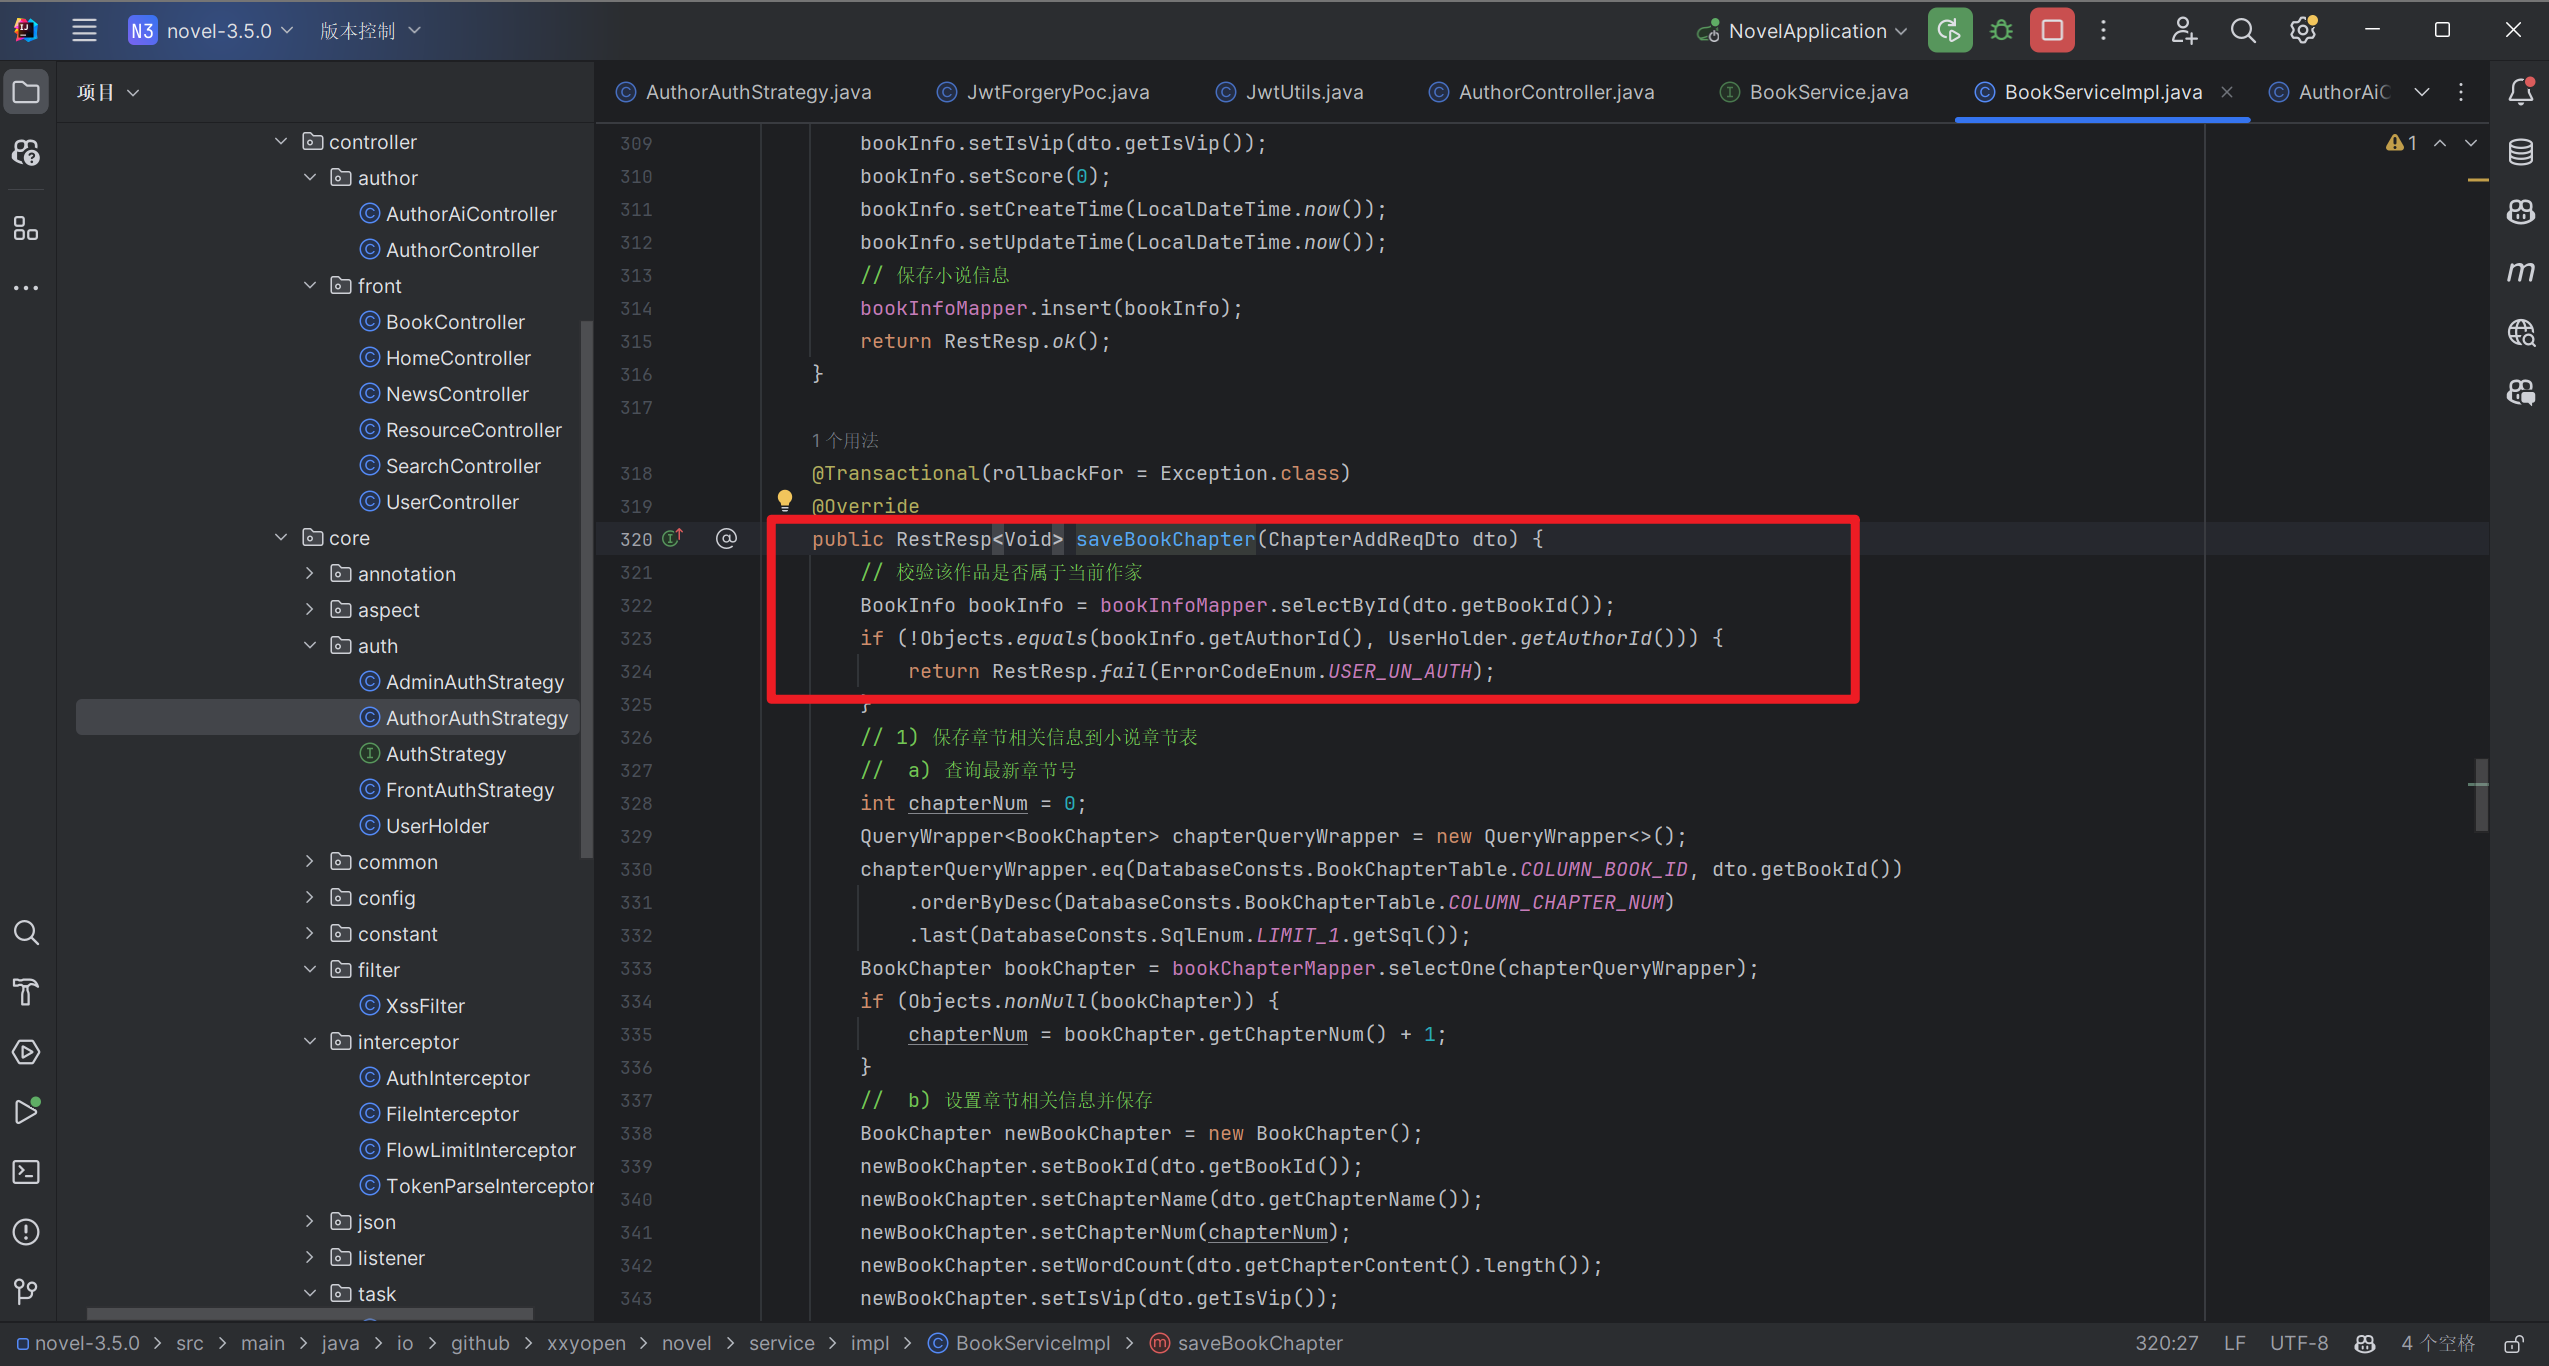 N3 novel-3.5.0 版本控制 NovelApplication
项目
controller
author
AuthorAiController
AuthorController
front
BookController
HomeController
NewsController
ResourceController
SearchController
UserController
core
annotation
aspect
auth
AdminAuthStrategy
AuthorAuthStrategy
AuthStrategy
FrontAuthStrategy
UserHolder
common
config
constant
filter
XssFilter
interceptor
AuthInterceptor
FileInterceptor
FlowLimitInterceptor
TokenParseInterceptor
json
listener
task
AuthorAuthStrategy.java JwtForgeryPoc.java JwtUtils.java AuthorController.java BookService.java BookServiceImpl.java AuthorAiC
1
309 bookInfo.setIsVip(dto.getIsVip());
310 bookInfo.setScore(0);
311 bookInfo.setCreateTime(LocalDateTime.now());
312 bookInfo.setUpdateTime(LocalDateTime.now());
313 // 保存小说信息
314 bookInfoMapper.insert(bookInfo);
315 return RestResp.ok();
316 }
317
1 个用法
318 @Transactional(rollbackFor = Exception.class)
319 @Override
320 public RestResp<Void> saveBookChapter(ChapterAddReqDto dto) {
321 // 校验该作品是否属于当前作家
322 BookInfo bookInfo = bookInfoMapper.selectById(dto.getBookId());
323 if (!Objects.equals(bookInfo.getAuthorId(), UserHolder.getAuthorId())) {
324 return RestResp.fail(ErrorCodeEnum.USER_UN_AUTH);
325 }
326 // 1) 保存章节相关信息到小说章节表
327 // a) 查询最新章节号
328 int chapterNum = 0;
329 QueryWrapper<BookChapter> chapterQueryWrapper = new QueryWrapper<>();
330 chapterQueryWrapper.eq(DatabaseConsts.BookChapterTable.COLUMN_BOOK_ID, dto.getBookId())
331 .orderByDesc(DatabaseConsts.BookChapterTable.COLUMN_CHAPTER_NUM)
332 .last(DatabaseConsts.SqlEnum.LIMIT_1.getSql());
333 BookChapter bookChapter = bookChapterMapper.selectOne(chapterQueryWrapper);
334 if (Objects.nonNull(bookChapter)) {
335 chapterNum = bookChapter.getChapterNum() + 1;
336 }
337 // b) 设置章节相关信息并保存
338 BookChapter newBookChapter = new BookChapter();
339 newBookChapter.setBookId(dto.getBookId());
340 newBookChapter.setChapterName(dto.getChapterName());
341 newBookChapter.setChapterNum(chapterNum);
342 newBookChapter.setWordCount(dto.getChapterContent().length());
343 newBookChapter.setIsVip(dto.getIsVip());
novel-3.5.0 > src > main > java > io > github > xxyopen > novel > service > impl > BookServiceImpl > saveBookChapter 320:27 LF UTF-8 4 个空格